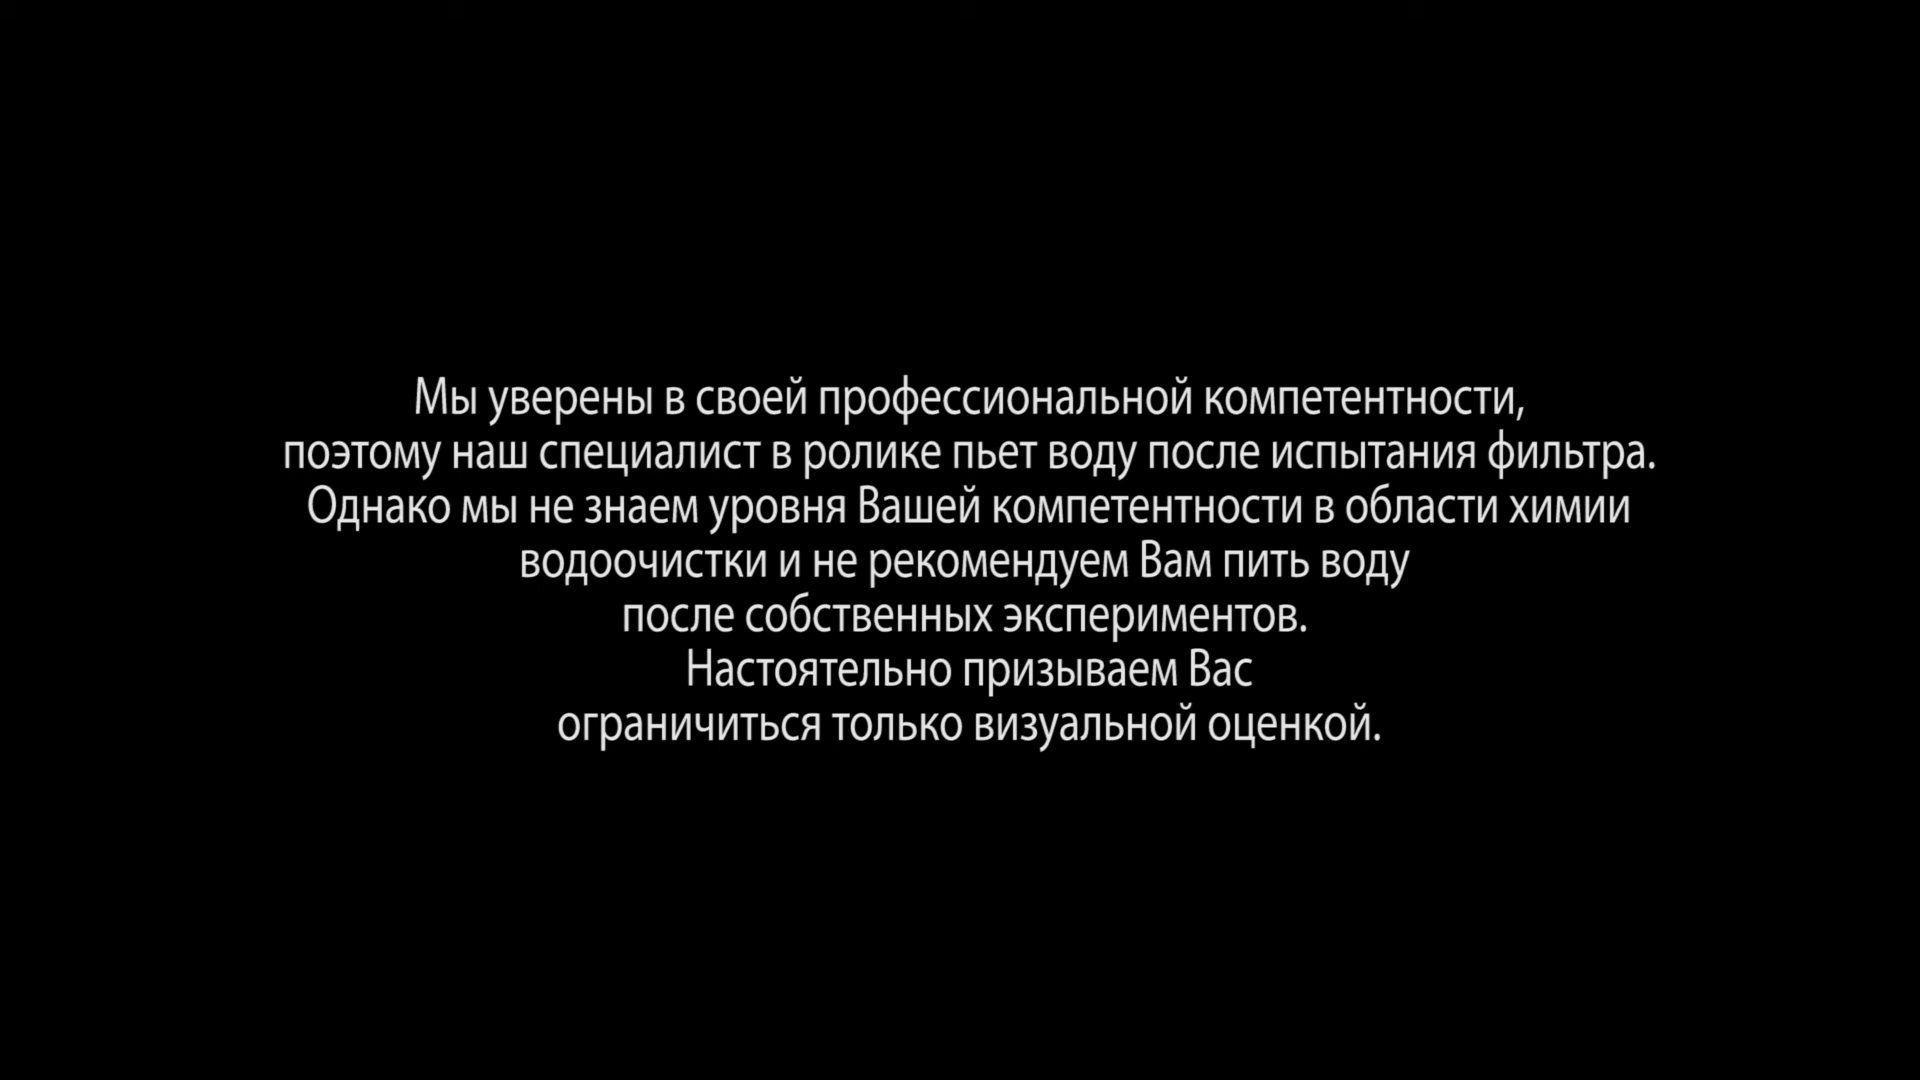 Мы уверены в своей профессиональной компетентности,
поэтому наш специалист в ролике пьет воду после испытания фильтра.
Однако мы не знаем уровня Вашей компетентности в области химии
водоочистки и не рекомендуем Вам пить воду
после собственных экспериментов.
Настоятельно призываем Вас
ограничиться только визуальной оценкой.